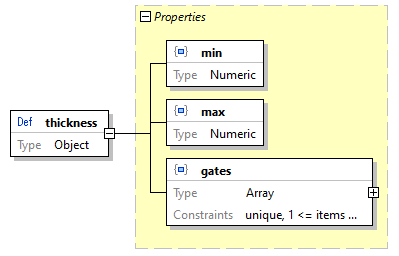 Properties
min
Type Numeric
max
Type Numeric
Def thickness
Type Object
gates
Type Array
Constraints unique, 1 <= items ...